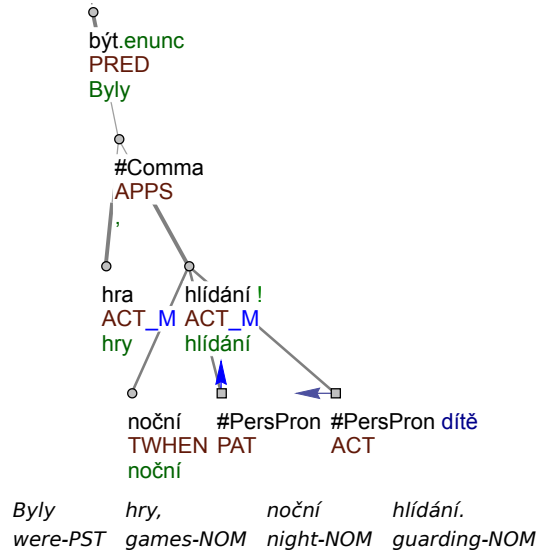 být.enunc
PRED
Byly
#Comma
APPS
,
hra hlídání !
ACT_M ACT_M
hry hlídání
noční #PersPron #PersPron dítě
TWHEN PAT ACT
noční
Byly hry, noční hlídání.
were-PST games-NOM night-NOM guarding-NOM